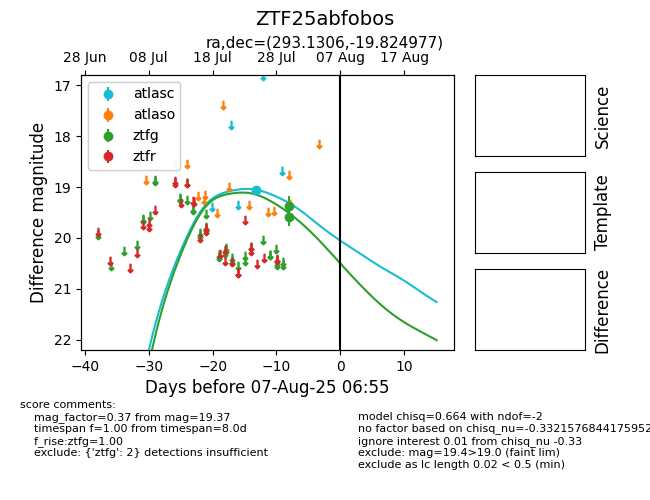 ZTF25abfobos
ra,dec=(293.1306,-19.824977)
28 Jun 08 Jul 18 Jul 28 Jul 07 Aug 17 Aug
17
18
19
20
21
22
Difference magnitude
atlasc
atlaso
ztfg
ztfr
Science
Template
Difference
−40 −30 −20 −10 0 10
Days before 07-Aug-25 06:55
score comments:
mag_factor=0.37 from mag=19.37
timespan f=1.00 from timespan=8.0d
f_rise:ztfg=1.00
exclude: {'ztfg': 2} detections insufficient
model chisq=0.664 with ndof=-2
no factor based on chisq_nu=-0.3321576844175952
ignore interest 0.01 from chisq_nu -0.33
exclude: mag=19.4>19.0 (faint lim)
exclude as lc length 0.02 < 0.5 (min)